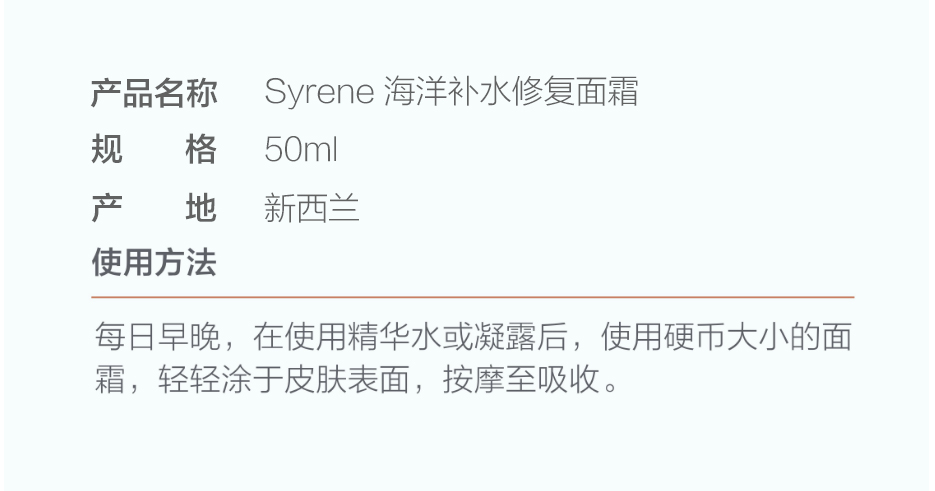 产品名称 Syrene 海洋补水修复面霜
规格 50ml
产地 新西兰
使用方法
每日早晚，在使用精华水或凝露后，使用硬币大小的面
霜，轻轻涂于皮肤表面，按摩至吸收。